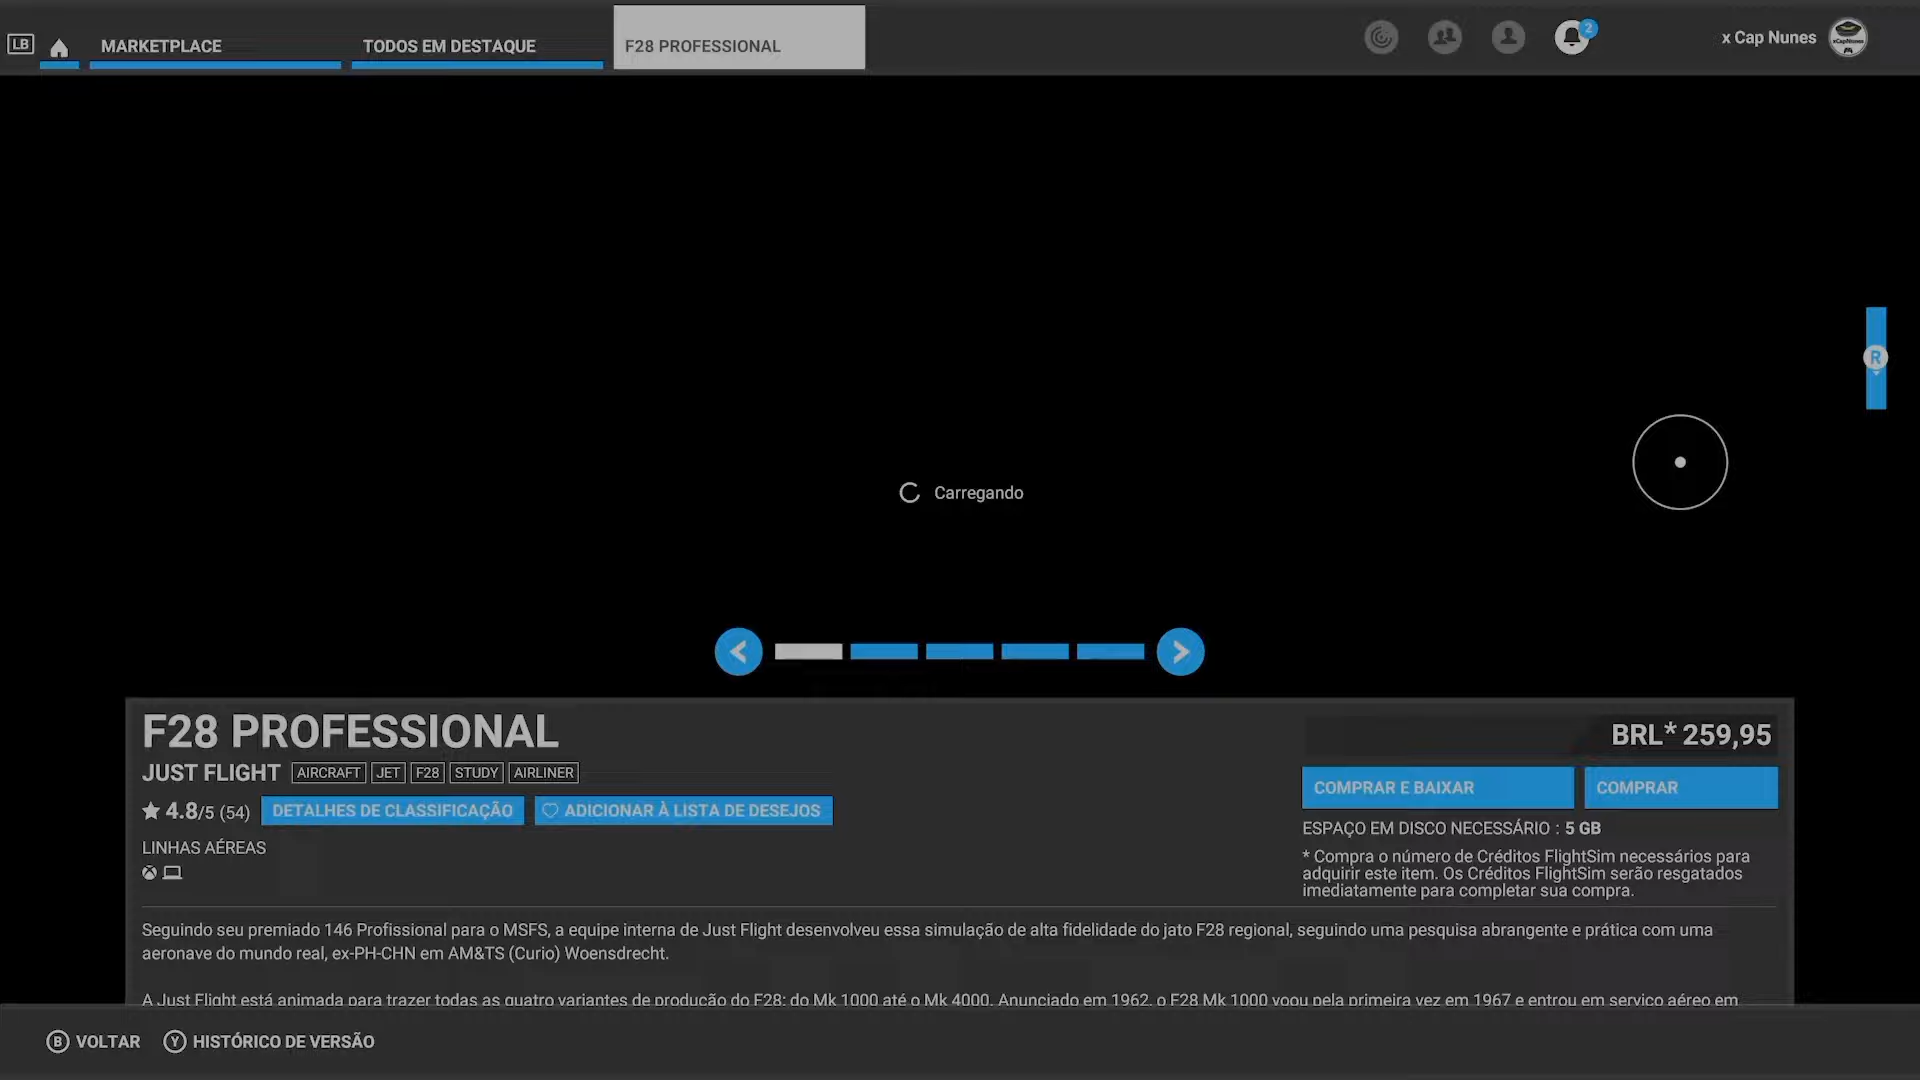 LB
MARKETPLACE
TODOS EM DESTAQUE
F28 PROFESSIONAL
2
x Cap Nunes
R
Carregando
F28 PROFESSIONAL
BRL* 259,95
JUST FLIGHT AIRCRAFT JET F28 STUDY AIRLINER
COMPRAR E BAIXAR
COMPRAR
4.8/5 (54) DETALHES DE CLASSIFICAÇÃO ADICIONAR À LISTA DE DESEJOS
ESPAÇO EM DISCO NECESSÁRIO : 5 GB
LINHAS AÉREAS
* Compra o número de Créditos FlightSim necessários para
adquirir este item. Os Créditos FlightSim serão resgatados
imediatamente para completar sua compra.
Seguindo seu premiado 146 Profissional para o MSFS, a equipe interna de Just Flight desenvolveu essa simulação de alta fidelidade do jato F28 regional, seguindo uma pesquisa abrangente e prática com uma
aeronave do mundo real, ex-PH-CHN em AM&TS (Curio) Woensdrecht.
A Just Flight está animada para trazer todas as quatro variantes de produção do F28: do Mk 1000 até o Mk 4000. Anunciado em 1962, o F28 Mk 1000 voou pela primeira vez em 1967 e entrou em serviço aéreo em
B VOLTAR
Y HISTÓRICO DE VERSÃO